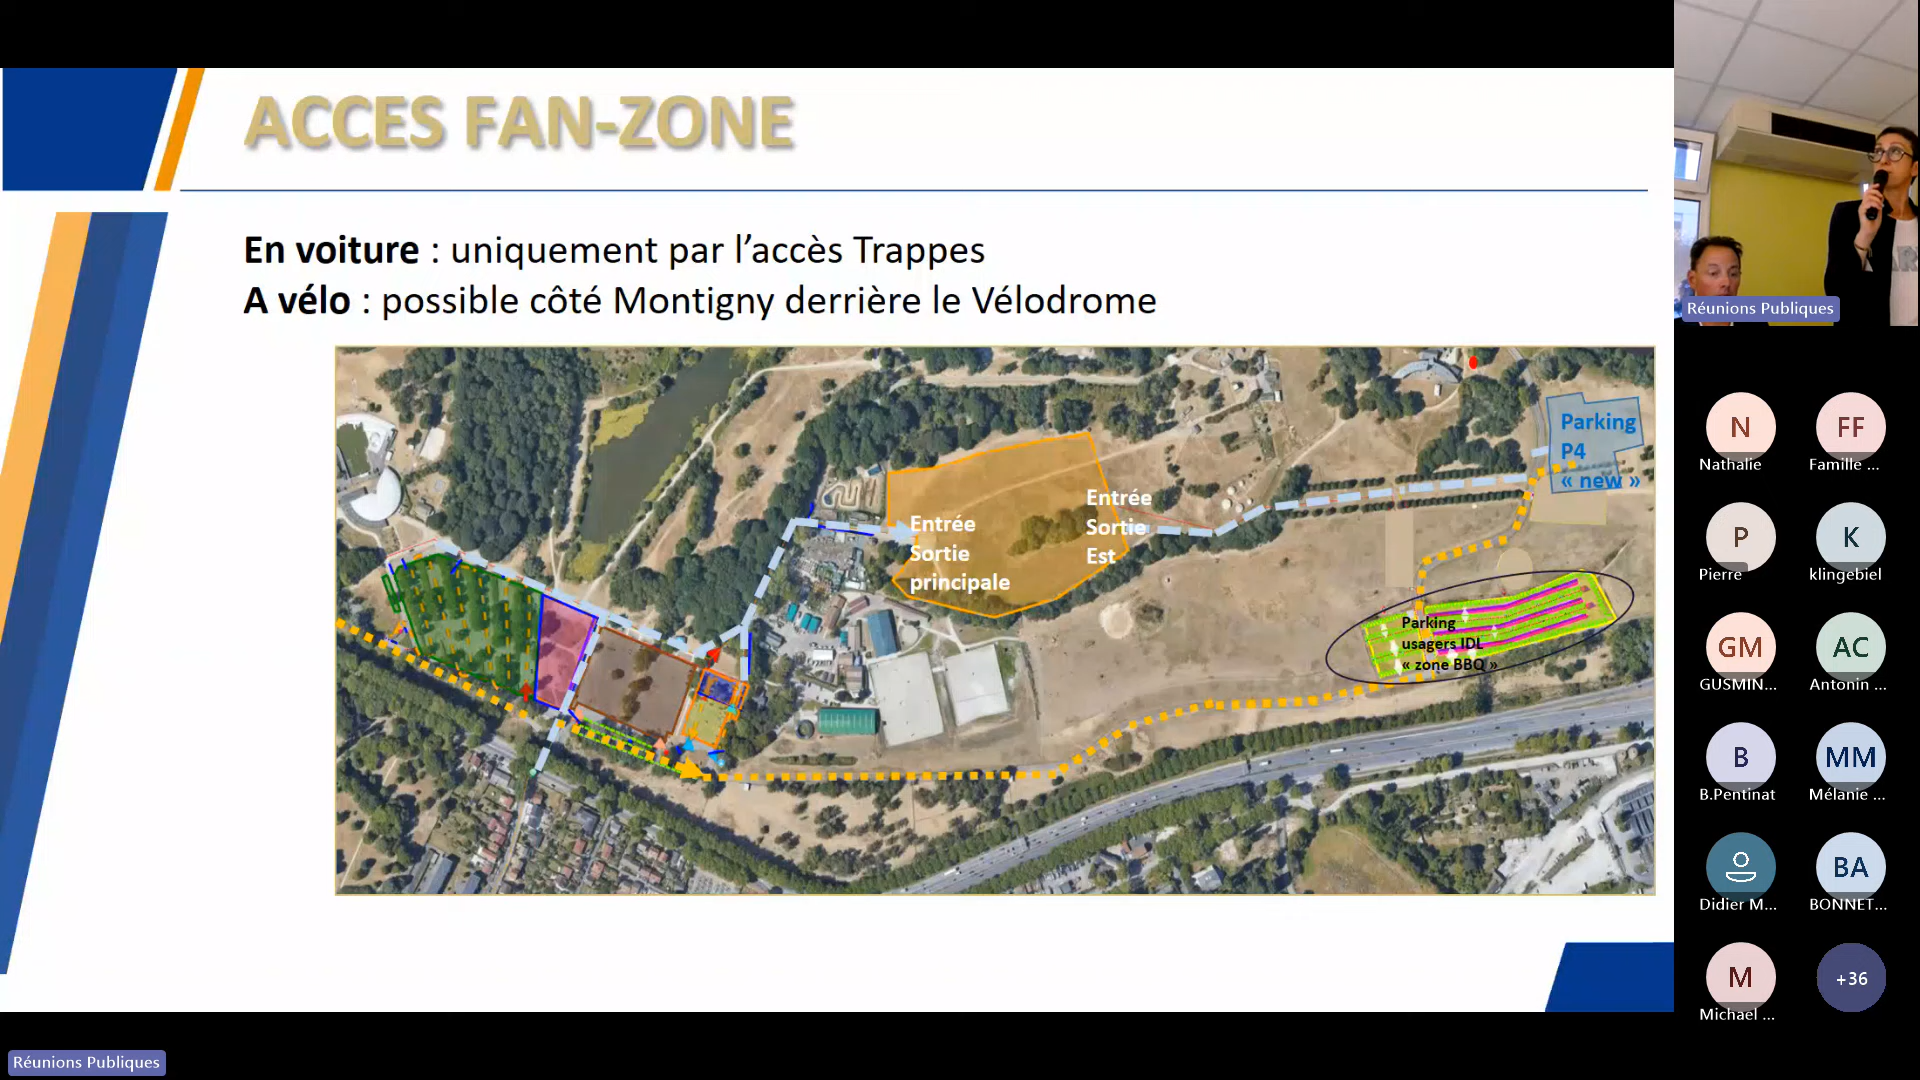 ACCES FAN-ZONE
En voiture : uniquement par l’accès Trappes
A vélo : possible côté Montigny derrière le Vélodrome
Parking
P4
« new »
Entrée
Sortie
Est
Entrée
Sortie
principale
Parking
usagers IDL
« zone BBQ »
Réunions Publiques
N
Nathalie
FF
Famille ...
P
Pierre
K
klingebiel
GM
GUSMIN...
AC
Antonin ...
B
B.Pentinat
MM
Mélanie ...
Didier M...
BA
BONNET...
M
Michael ...
+36
Réunions Publiques